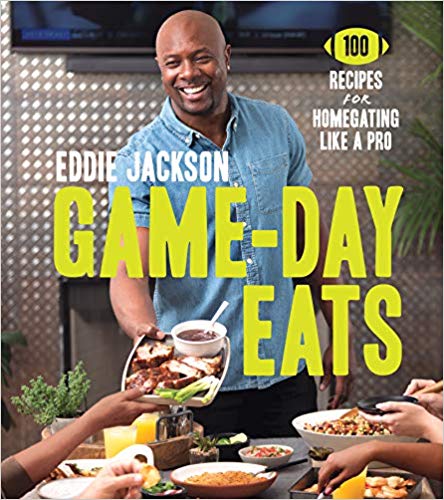 100
RECIPES
for
HOMEGATING
LIKE A PRO
EDDIE JACKSON
GAME-DAY
EATS